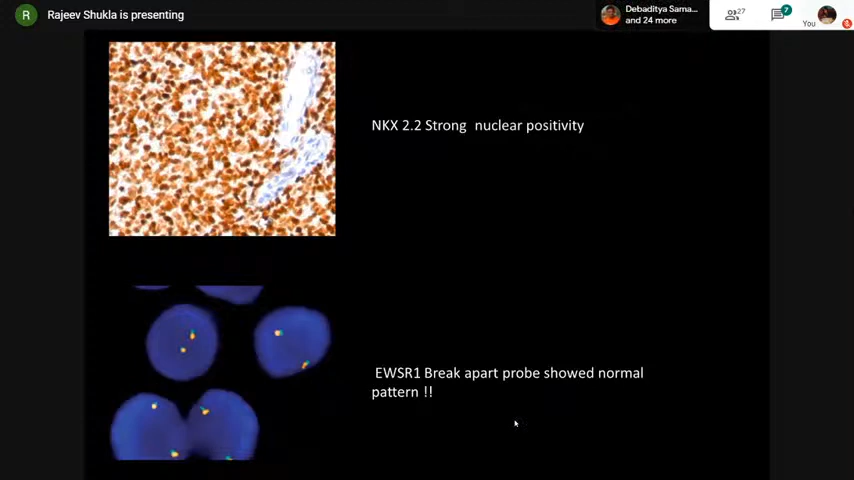 R
Rajeev Shukla is presenting
Debaditya Sama...
and 24 more
27
7
You
NKX 2.2 Strong nuclear positivity
EWSR1 Break apart probe showed normal
pattern !!